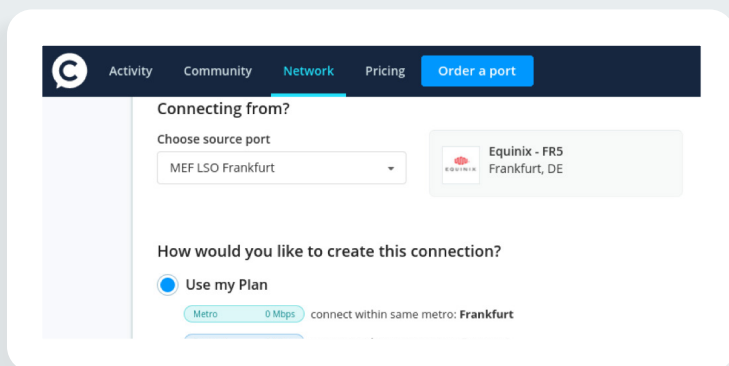 Activity Community Network Pricing Order a port
Connecting from?
Choose source port
MEF LSO Frankfurt
EQUINIX
Equinix - FR5
Frankfurt, DE
How would you like to create this connection?
Use my Plan
Metro 0 Mbps connect within same metro: Frankfurt